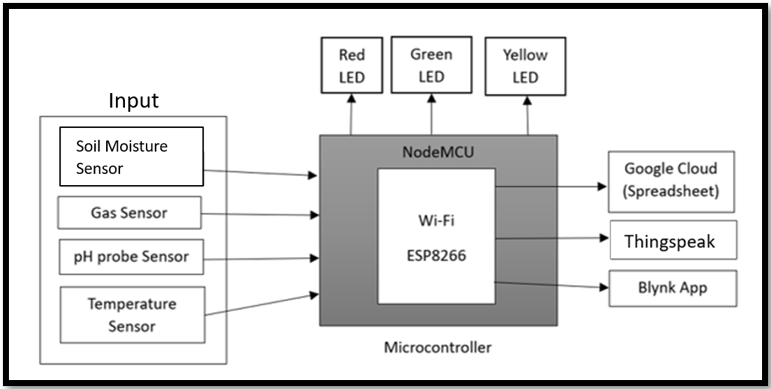 Red
LED
Green
LED
Yellow
LED
Input
Soil Moisture
Sensor
Gas Sensor
pH probe Sensor
Temperature
Sensor
NodeMCU
Wi-Fi
ESP8266
Microcontroller
Google Cloud
(Spreadsheet)
Thingspeak
Blynk App